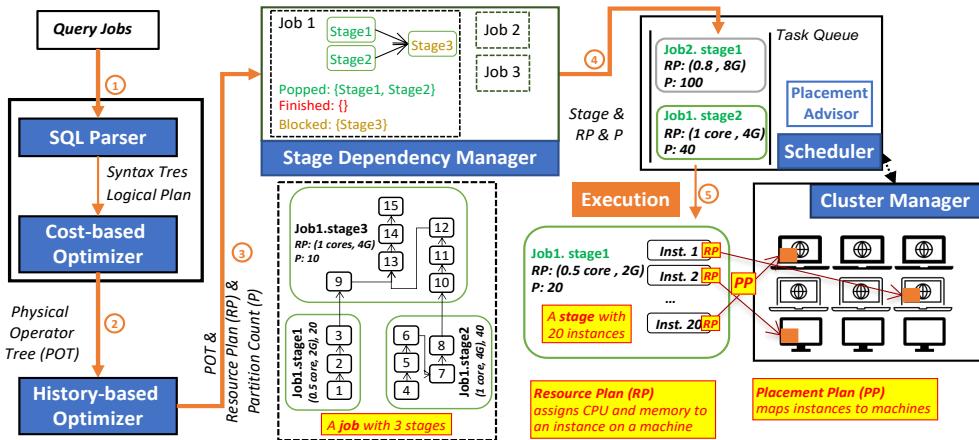 Query Jobs
1
SQL Parser
Syntax Tres
Logical Plan
Cost-based
Optimizer
Physical
Operator
Tree (POT)
2
History-based
Optimizer
3
POT &
Resource Plan (RP) &
Partition Count (P)
Job 1
Stage1
Stage2
Stage3
Popped: {Stage1, Stage2}
Finished: {}
Blocked: {Stage3}
Job 2
Job 3
Stage Dependency Manager
4
Stage &
RP & P
Job2. stage1
RP: (0.8 , 8G)
P: 100
Job1. stage2
RP: (1 core , 4G)
P: 40
Task Queue
Placement
Advisor
Scheduler
5
Execution
Cluster Manager
Job1.stage3
RP: (1 cores, 4G)
P: 10
15
14
13
12
11
10
9
Job1.stage1
(0.5 core, 2G), 20
3
2
1
6
5
4
8
7
Job1.stage2
(1 core, 4G), 40
A job with 3 stages
Job1. stage1
RP: (0.5 core , 2G)
P: 20
A stage with
20 instances
Inst. 1 RP
Inst. 2 RP
...
Inst. 20 RP
PP
Resource Plan (RP)
assigns CPU and memory to
an instance on a machine
Placement Plan (PP)
maps instances to machines